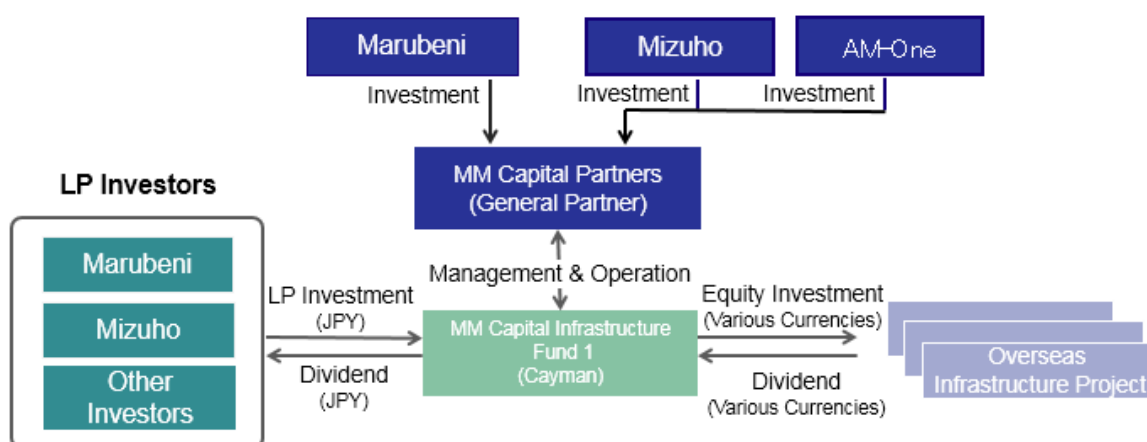 Marubeni
Mizuho
AM-One
Investment
Investment
Investment
MM Capital Partners
(General Partner)
LP Investors
Marubeni
Mizuho
Other
Investors
Management & Operation
LP Investment
(JPY)
Dividend
(JPY)
MM Capital Infrastructure
Fund 1
(Cayman)
Equity Investment
(Various Currencies)
Dividend
(Various Currencies)
Overseas
Infrastructure Project